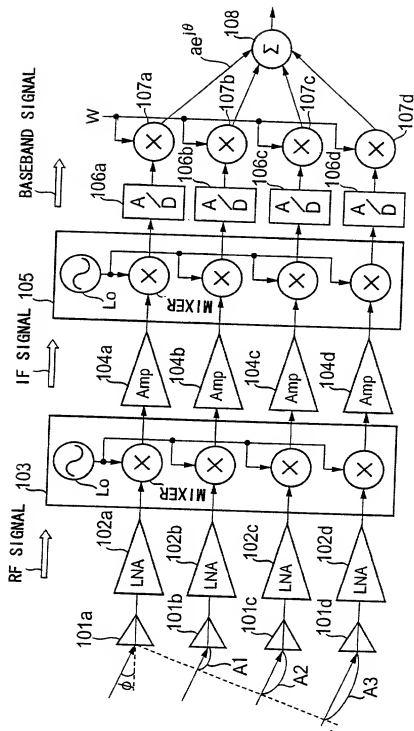 RF SIGNAL
IF SIGNAL
BASEBAND SIGNAL
103
105
Lo
Lo
MIXER
MIXER
W
101a
102a
LNA
104a
Amp
106a
A/D
107a
ae^jθ
108
Σ
Φ
101b
102b
LNA
104b
Amp
106b
A/D
107b
A1
101c
102c
LNA
104c
Amp
106c
A/D
107c
A2
101d
102d
LNA
104d
Amp
106d
A/D
107d
A3